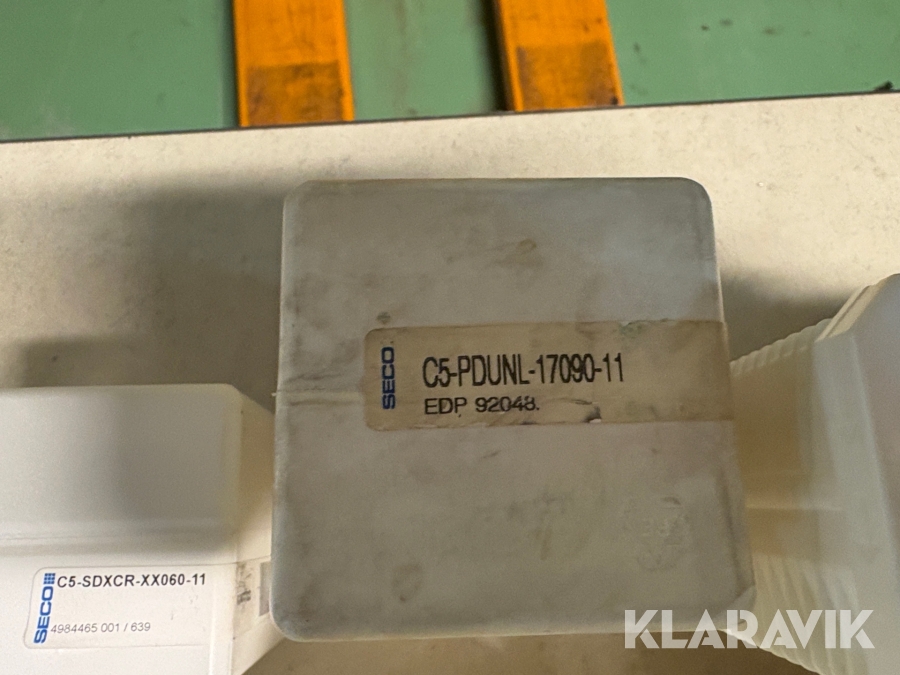 SECO
C5-PDUNL-17090-11
EDP 92048.
SECO
C5-SDXCR-XX060-11
4984465 001 / 639
KLARAVIK